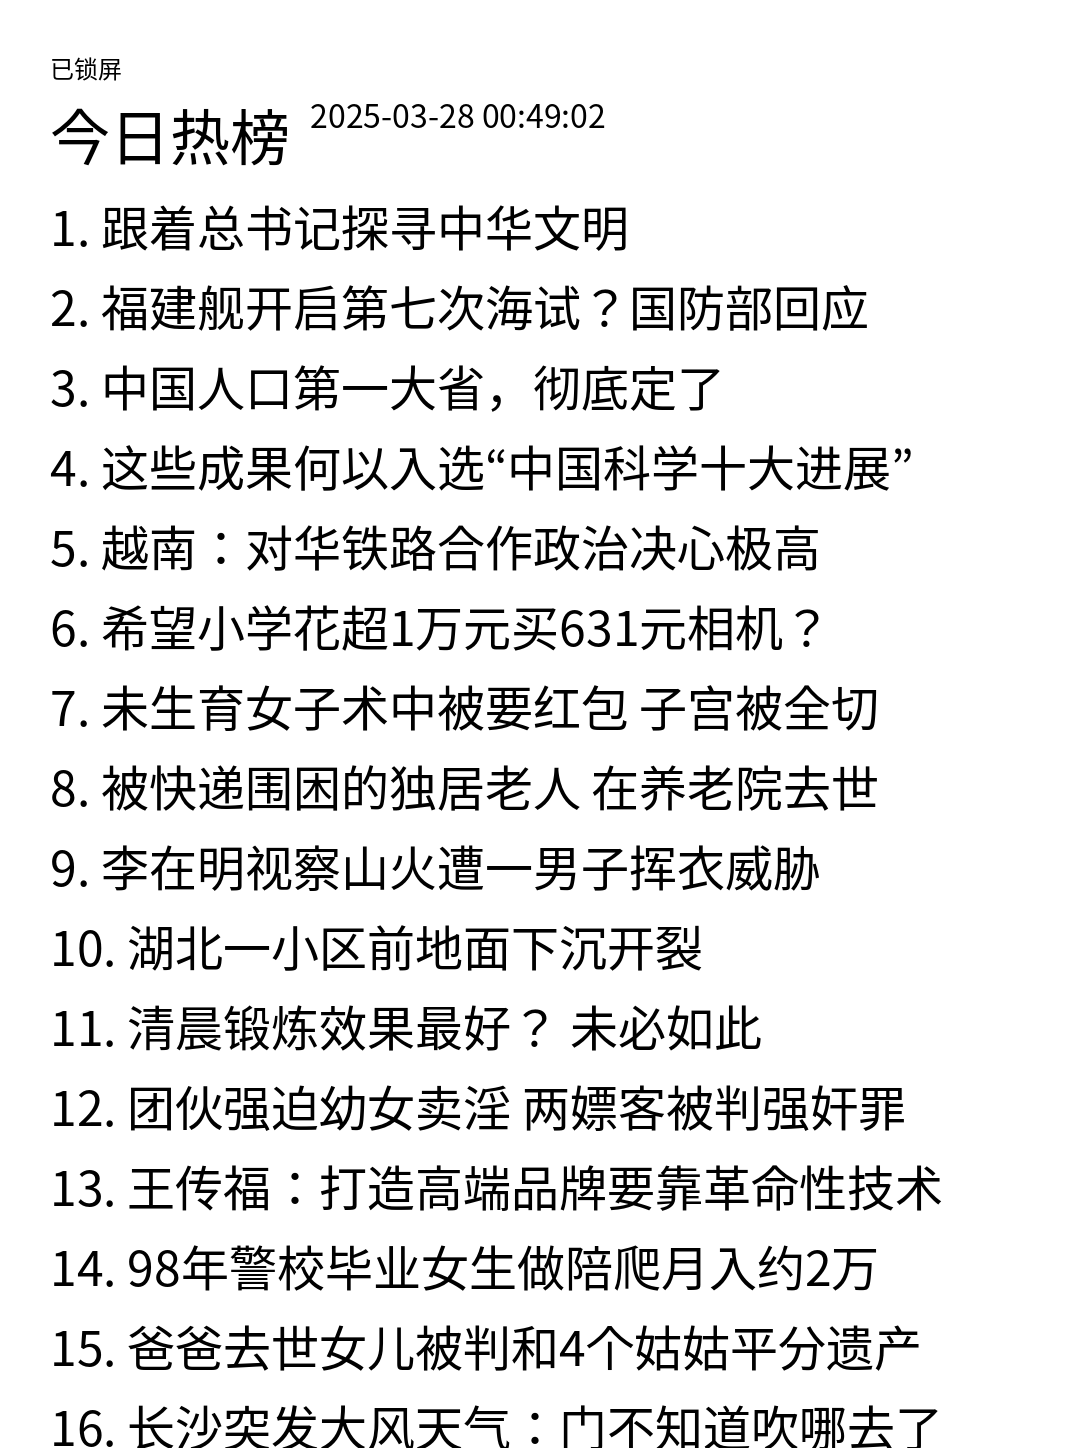 已锁屏
今日热榜 2025-03-28 00:49:02
1. 跟着总书记探寻中华文明
2. 福建舰开启第七次海试？国防部回应
3. 中国人口第一大省，彻底定了
4. 这些成果何以入选“中国科学十大进展”
5. 越南：对华铁路合作政治决心极高
6. 希望小学花超1万元买631元相机？
7. 未生育女子术中被要红包 子宫被全切
8. 被快递围困的独居老人 在养老院去世
9. 李在明视察山火遭一男子挥衣威胁
10. 湖北一小区前地面下沉开裂
11. 清晨锻炼效果最好？ 未必如此
12. 团伙强迫幼女卖淫 两嫖客被判强奸罪
13. 王传福：打造高端品牌要靠革命性技术
14. 98年警校毕业女生做陪爬月入约2万
15. 爸爸去世女儿被判和4个姑姑平分遗产
16. 长沙突发大风天气：门不知道吹哪去了